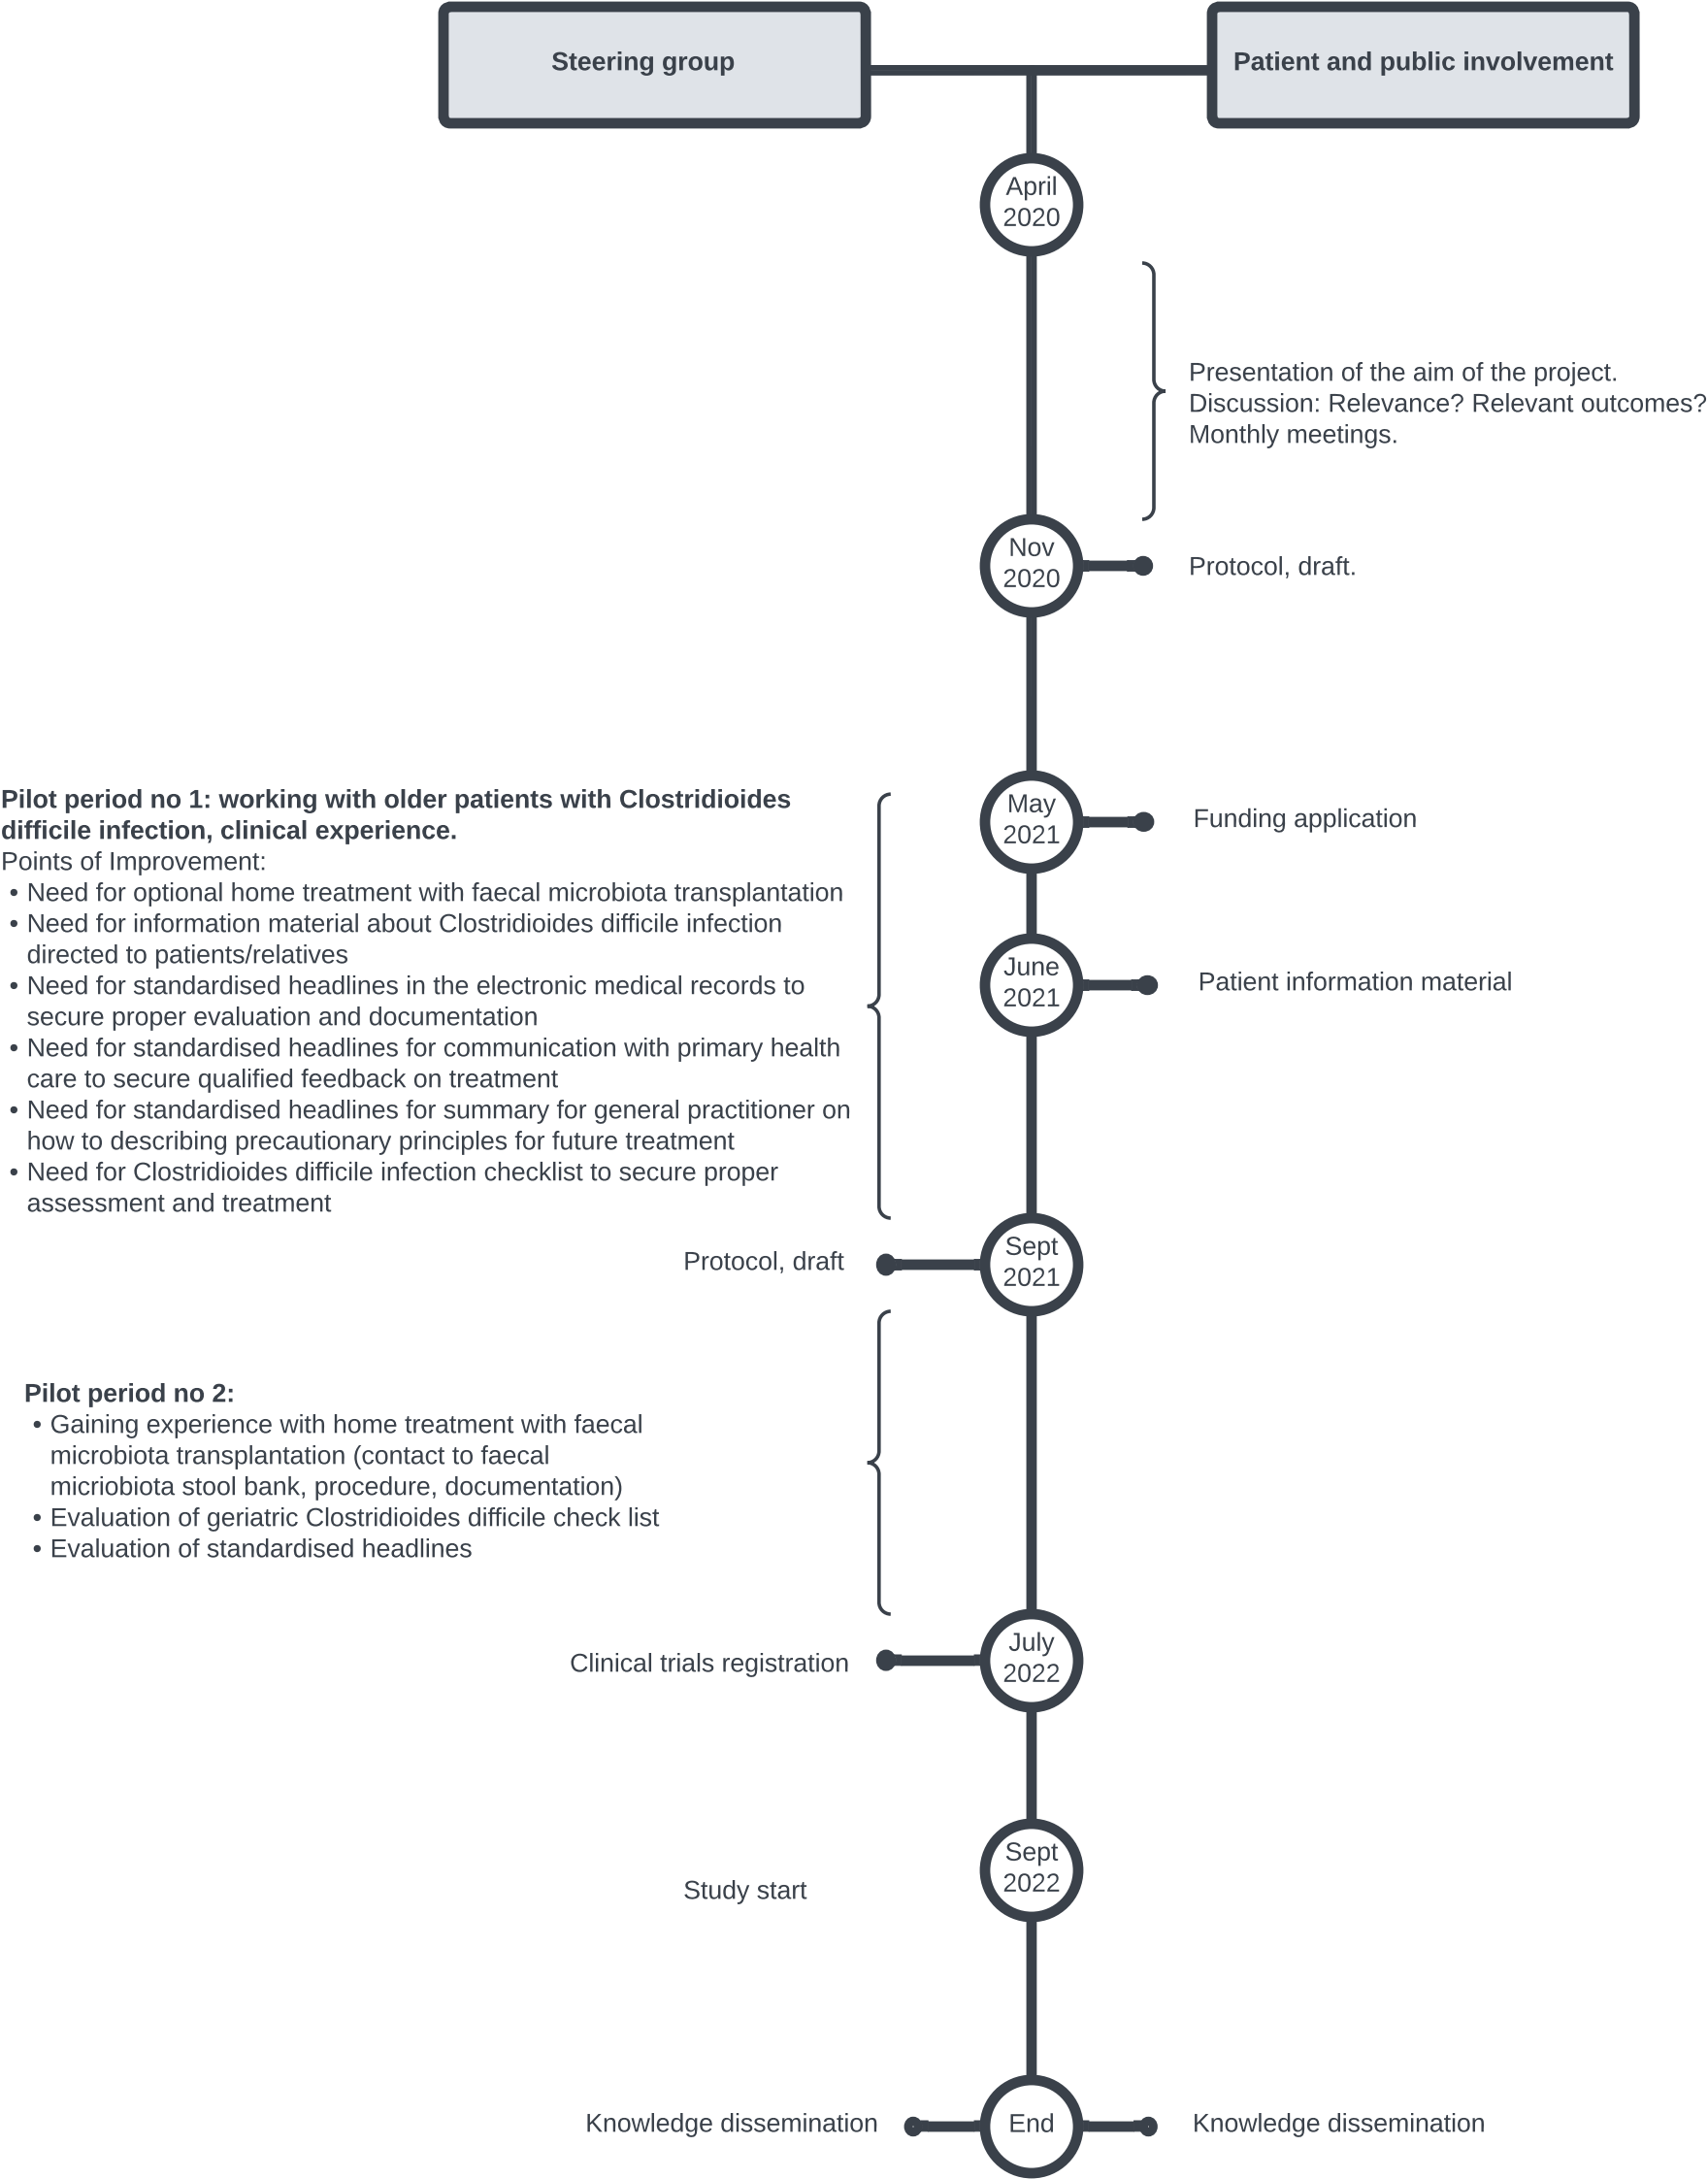 Steering group
Patient and public involvement
April
2020
Presentation of the aim of the project.
Discussion: Relevance? Relevant outcomes?
Monthly meetings.
Nov
2020
Protocol, draft.
May
2021
Funding application
Pilot period no 1: working with older patients with Clostridioides
difficile infection, clinical experience.
Points of Improvement:
• Need for optional home treatment with faecal microbiota transplantation
• Need for information material about Clostridioides difficile infection
directed to patients/relatives
• Need for standardised headlines in the electronic medical records to
secure proper evaluation and documentation
• Need for standardised headlines for communication with primary health
care to secure qualified feedback on treatment
• Need for standardised headlines for summary for general practitioner on
how to describing precautionary principles for future treatment
• Need for Clostridioides difficile infection checklist to secure proper
assessment and treatment
June
2021
Patient information material
Sept
2021
Protocol, draft
Pilot period no 2:
• Gaining experience with home treatment with faecal
microbiota transplantation (contact to faecal
micriobiota stool bank, procedure, documentation)
• Evaluation of geriatric Clostridioides difficile check list
• Evaluation of standardised headlines
July
2022
Clinical trials registration
Sept
2022
Study start
Knowledge dissemination
End
Knowledge dissemination